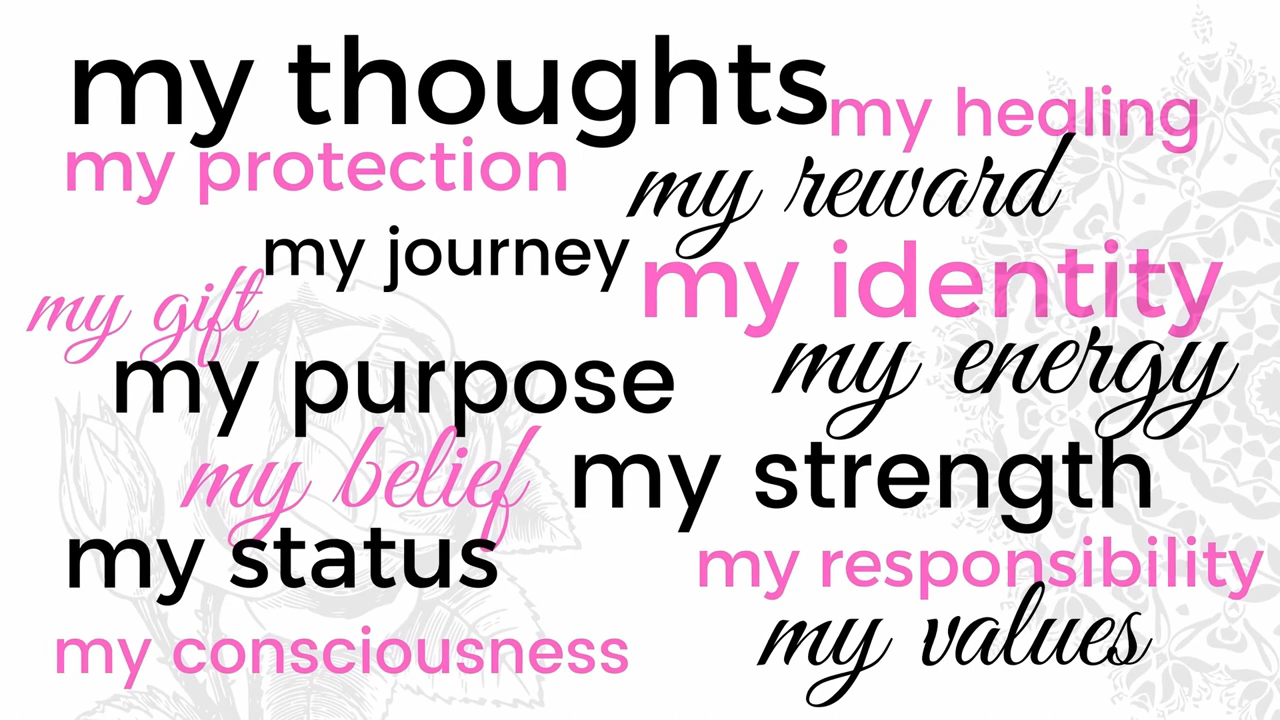 my thoughts
my healing
my protection
my reward
my journey
my identity
my gift
my energy
my purpose
my belief
my strength
my status
my responsibility
my values
my consciousness